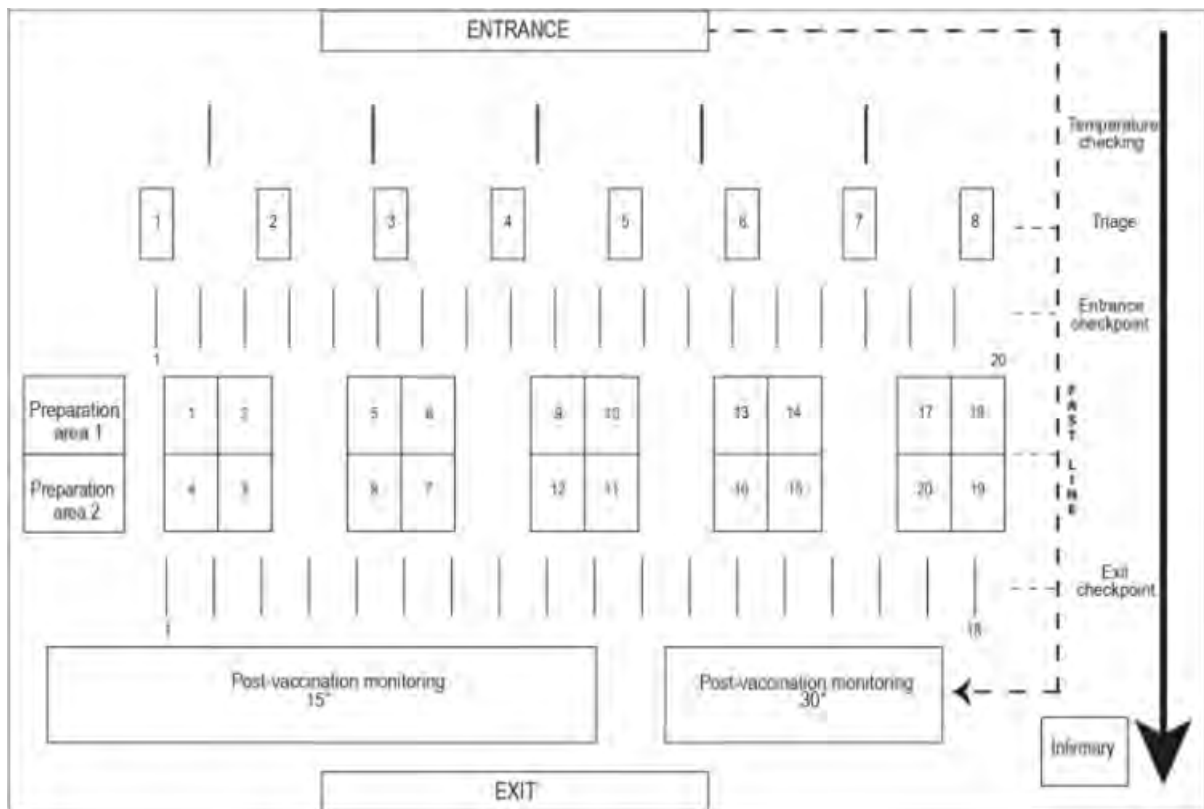 ENTRANCE
Temperature
checking
1 2 3 4 5 6 7 8
Triage
Entrance
checkpoint
1 20
Preparation
area 1
1 2 5 6 9 10 13 14 17 18
Preparation
area 2
4 3 8 7 12 11 16 15 20 19
FAST LINE
Exit
checkpoint
1 18
Post-vaccination monitoring
15"
Post-vaccination monitoring
30"
Infirmary
EXIT